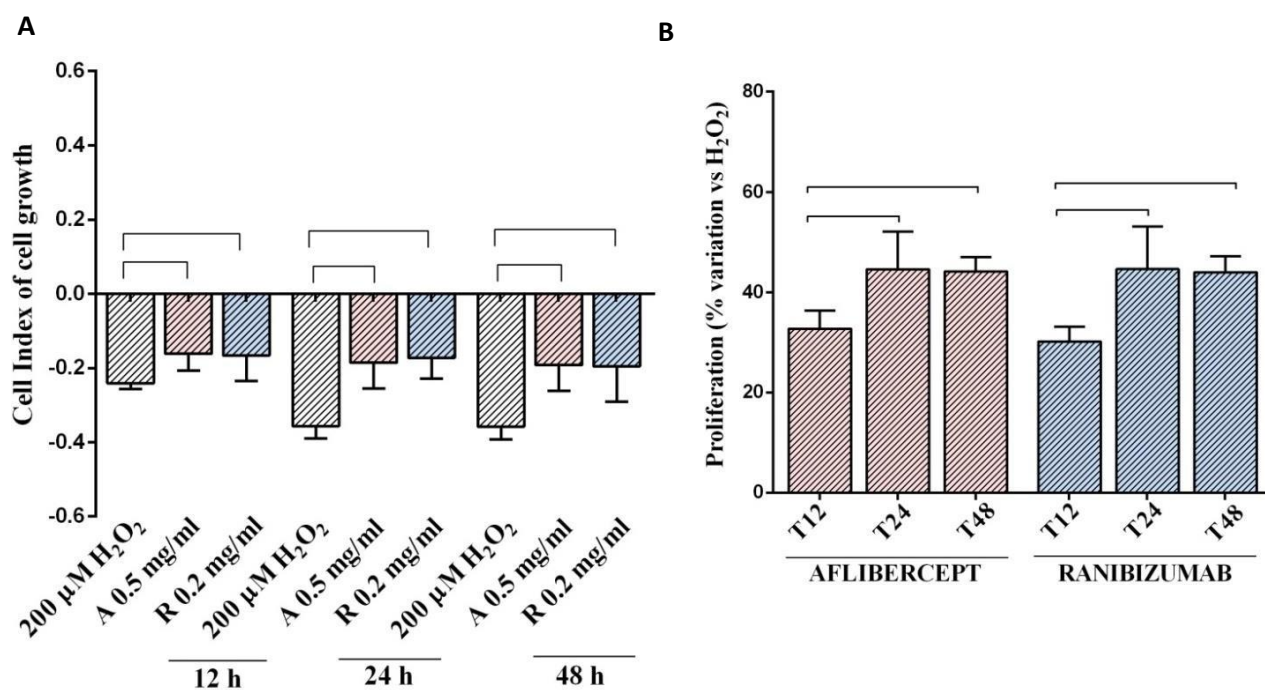 A
Cell Index of cell growth
0.6
0.4
0.2
0.0
-0.2
-0.4
-0.6
200 µM H₂O₂
A 0.5 mg/ml
R 0.2 mg/ml
200 µM H₂O₂
A 0.5 mg/ml
R 0.2 mg/ml
200 µM H₂O₂
A 0.5 mg/ml
R 0.2 mg/ml
12 h
24 h
48 h
B
Proliferation (% variation vs H₂O₂)
80
60
40
20
0
T12
T24
T48
T12
T24
T48
AFLIBERCEPT
RANIBIZUMAB